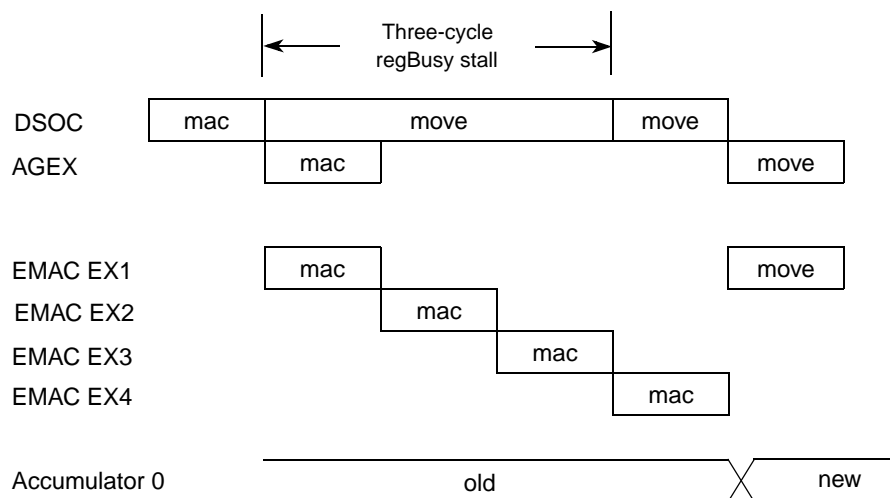 Three-cycle
regBusy stall
DSOC mac move move
AGEX mac move
EMAC EX1 mac move
EMAC EX2 mac
EMAC EX3 mac
EMAC EX4 mac
Accumulator 0 old new